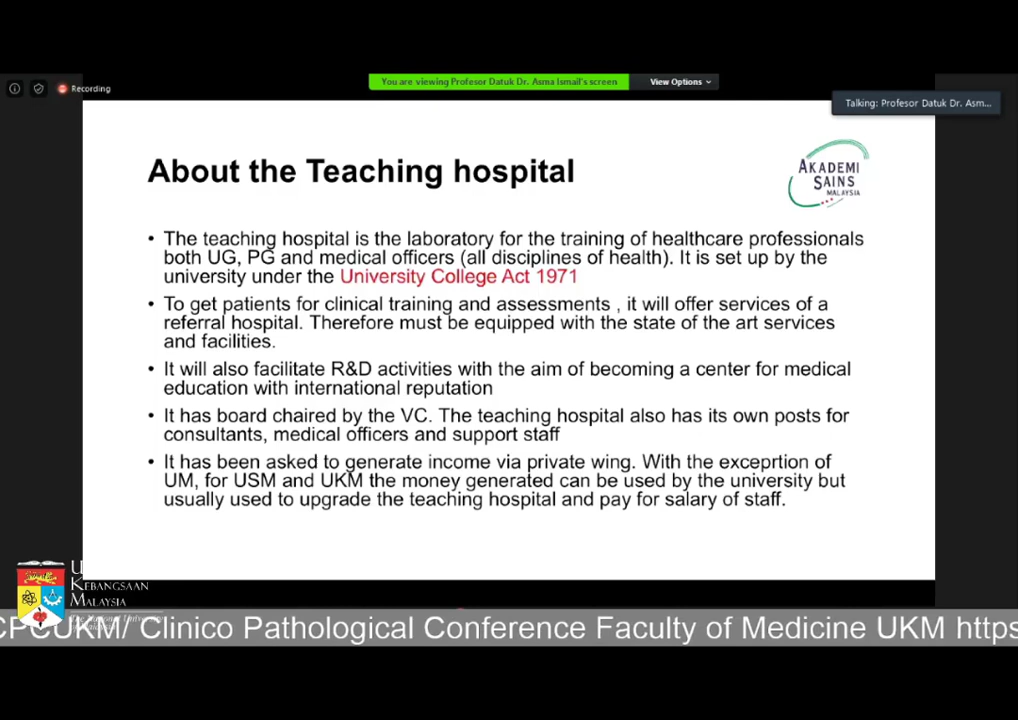 You are viewing Profesor Datuk Dr. Asma Ismail's screen
View Options
Recording
Talking: Profesor Datuk Dr. Asm...
About the Teaching hospital
AKADEMI
SAINS
MALAYSIA
• The teaching hospital is the laboratory for the training of healthcare professionals
both UG, PG and medical officers (all disciplines of health). It is set up by the
university under the University College Act 1971
• To get patients for clinical training and assessments , it will offer services of a
referral hospital. Therefore must be equipped with the state of the art services
and facilities.
• It will also facilitate R&D activities with the aim of becoming a center for medical
education with international reputation
• It has board chaired by the VC. The teaching hospital also has its own posts for
consultants, medical officers and support staff
• It has been asked to generate income via private wing. With the exceprtion of
UM, for USM and UKM the money generated can be used by the university but
usually used to upgrade the teaching hospital and pay for salary of staff.
U
KEBANGSAAN
MALAYSIA
The National University
CPCUKM/ Clinico Pathological Conference Faculty of Medicine UKM https